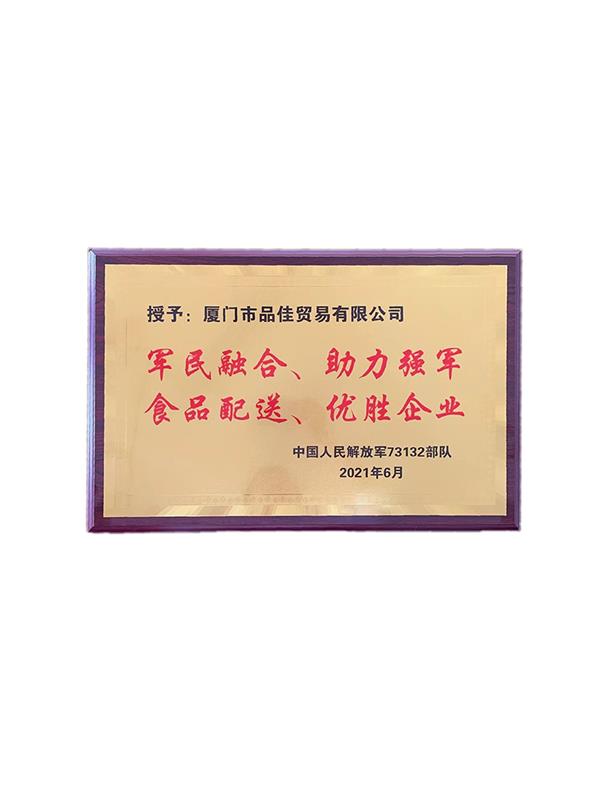 授予：厦门市品佳贸易有限公司
军民融合、助力强军
食品配送、优胜企业
中国人民解放军73132部队
2021年6月